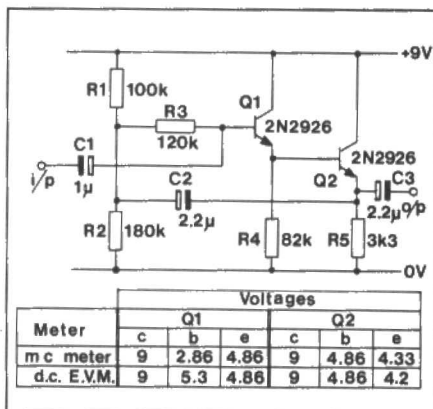 +9V
R1 100k
R3
120k
Q1
2N2926
C1
1µ
i/p
C2
2.2µ
2N2926
Q2
C3
2.2µ
o/p
R2 180k
R4 82k
R5 3k3
0V
Voltages
Meter Q1 Q2
c b e c b e
m c meter 9 2.86 4.86 9 4.86 4.33
d.c. E.V.M. 9 5.3 4.86 9 4.86 4.2